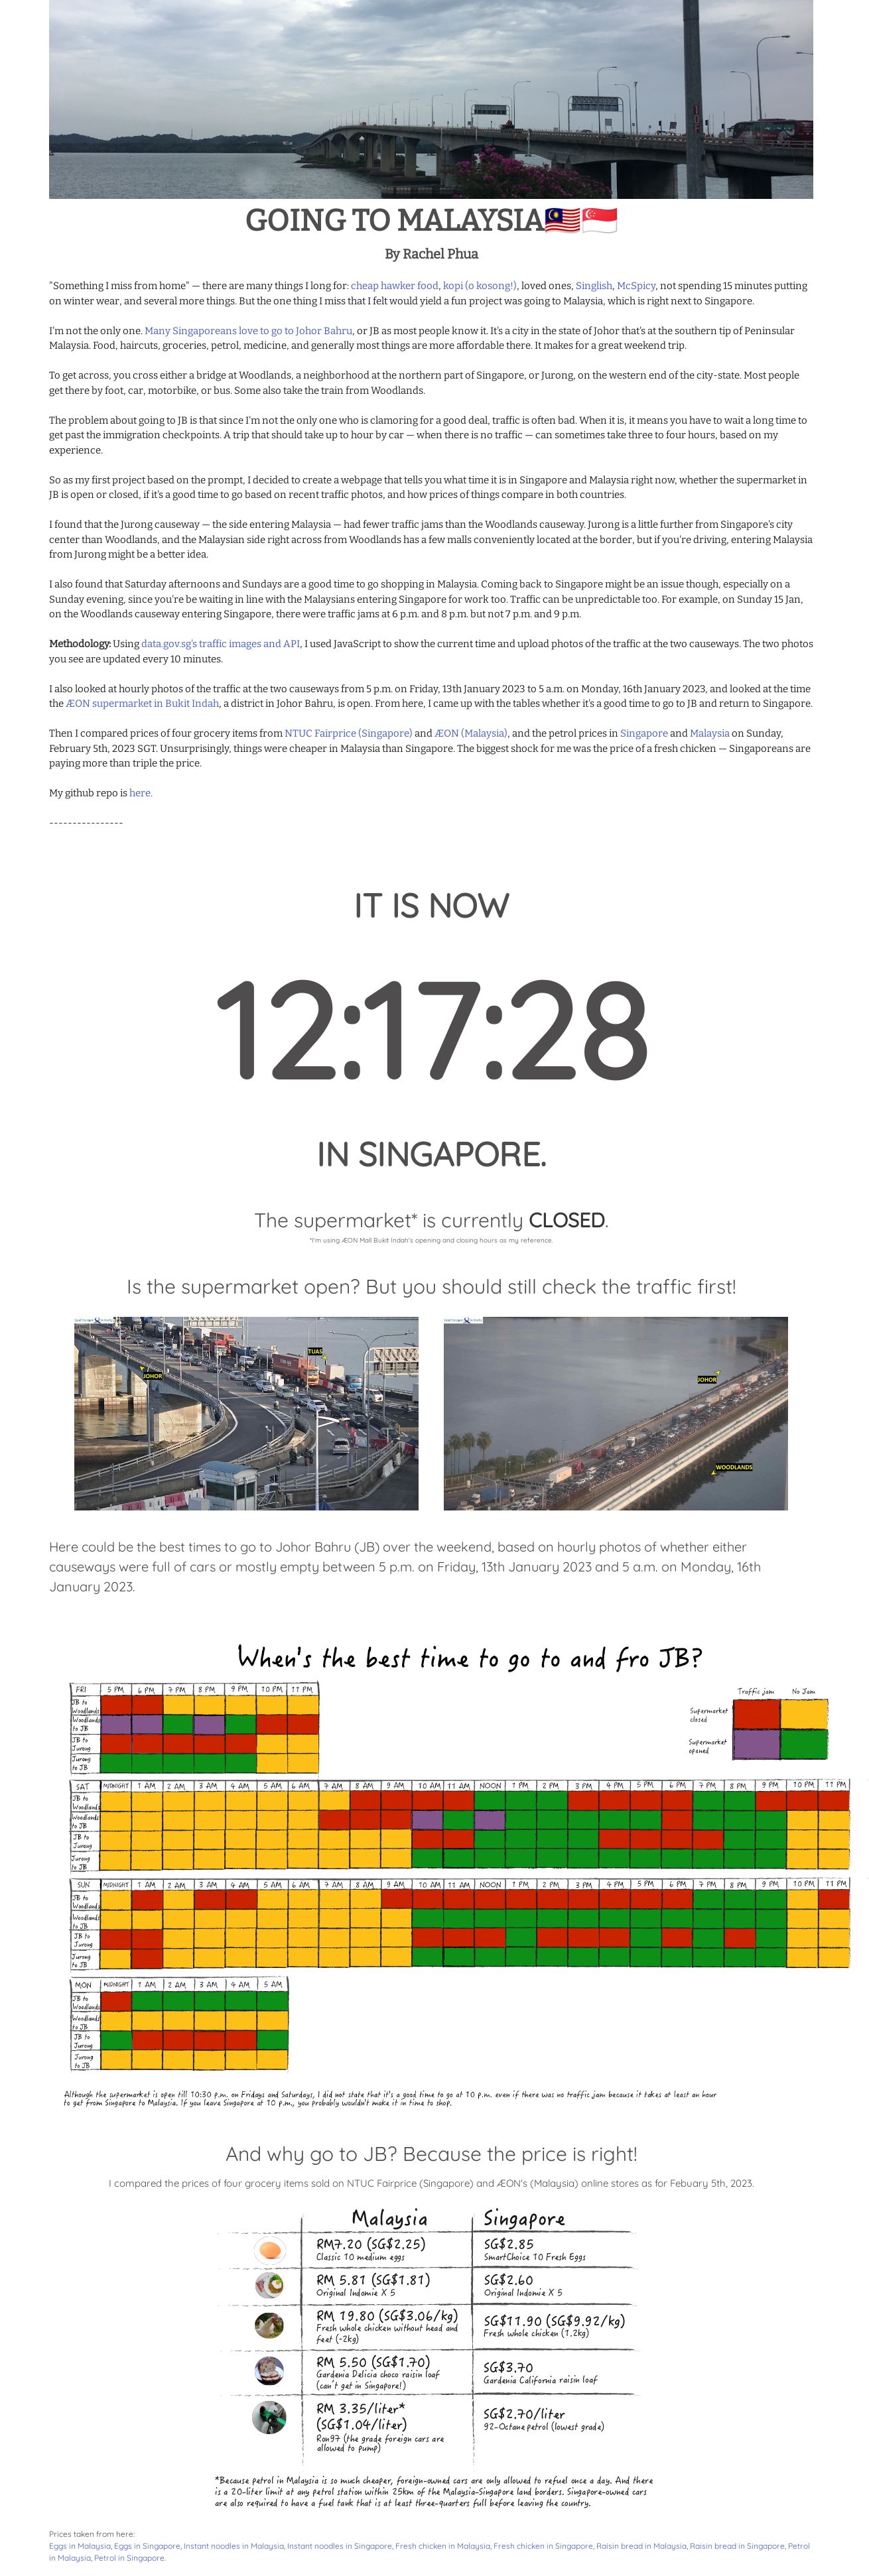 GOING TO MALAYSIA🇲🇾🇸🇬
By Rachel Phua
"Something I miss from home" — there are many things I long for: cheap hawker food, kopi (o kosong!), loved ones, Singlish, McSpicy, not spending 15 minutes putting
on winter wear, and several more things. But the one thing I miss that I felt would yield a fun project was going to Malaysia, which is right next to Singapore.
I'm not the only one. Many Singaporeans love to go to Johor Bahru, or JB as most people know it. It's a city in the state of Johor that's at the southern tip of Peninsular
Malaysia. Food, haircuts, groceries, petrol, medicine, and generally most things are more affordable there. It makes for a great weekend trip.
To get across, you cross either a bridge at Woodlands, a neighborhood at the northern part of Singapore, or Jurong, on the western end of the city-state. Most people
get there by foot, car, motorbike, or bus. Some also take the train from Woodlands.
The problem about going to JB is that since I'm not the only one who is clamoring for a good deal, traffic is often bad. When it is, it means you have to wait a long time to
get past the immigration checkpoints. A trip that should take up to hour by car — when there is no traffic — can sometimes take three to four hours, based on my
experience.
So as my first project based on the prompt, I decided to create a webpage that tells you what time it is in Singapore and Malaysia right now, whether the supermarket in
JB is open or closed, if it's a good time to go based on recent traffic photos, and how prices of things compare in both countries.
I found that the Jurong causeway — the side entering Malaysia — had fewer traffic jams than the Woodlands causeway. Jurong is a little further from Singapore's city
center than Woodlands, and the Malaysian side right across from Woodlands has a few malls conveniently located at the border, but if you're driving, entering Malaysia
from Jurong might be a better idea.
I also found that Saturday afternoons and Sundays are a good time to go shopping in Malaysia. Coming back to Singapore might be an issue though, especially on a
Sunday evening, since you're be waiting in line with the Malaysians entering Singapore for work too. Traffic can be unpredictable too. For example, on Sunday 15 Jan,
on the Woodlands causeway entering Singapore, there were traffic jams at 6 p.m. and 8 p.m. but not 7 p.m. and 9 p.m.
Methodology: Using data.gov.sg's traffic images and API, I used JavaScript to show the current time and upload photos of the traffic at the two causeways. The two photos
you see are updated every 10 minutes.
I also looked at hourly photos of the traffic at the two causeways from 5 p.m. on Friday, 13th January 2023 to 5 a.m. on Monday, 16th January 2023, and looked at the time
the ÆON supermarket in Bukit Indah, a district in Johor Bahru, is open. From here, I came up with the tables whether it's a good time to go to JB and return to Singapore.
Then I compared prices of four grocery items from NTUC Fairprice (Singapore) and ÆON (Malaysia), and the petrol prices in Singapore and Malaysia on Sunday,
February 5th, 2023 SGT. Unsurprisingly, things were cheaper in Malaysia than Singapore. The biggest shock for me was the price of a fresh chicken — Singaporeans are
paying more than triple the price.
My github repo is here.
----------------
IT IS NOW
12:17:28
IN SINGAPORE.
The supermarket* is currently CLOSED.
*I'm using ÆON Mall Bukit Indah's opening and closing hours as my reference.
Is the supermarket open? But you should still check the traffic first!
JOHOR
TUAS
JOHOR
WOODLANDS
Here could be the best times to go to Johor Bahru (JB) over the weekend, based on hourly photos of whether either
causeways were full of cars or mostly empty between 5 p.m. on Friday, 13th January 2023 and 5 a.m. on Monday, 16th
January 2023.
When's the best time to go to and fro JB?
Traffic jam No Jam
Supermarket
closed
Supermarket
opened
FRI 5 PM 6 PM 7 PM 8 PM 9 PM 10 PM 11 PM
JB to
Woodlands
Woodlands
to JB
JB to
Jurong
Jurong
to JB
SAT MIDNIGHT 1 AM 2 AM 3 AM 4 AM 5 AM 6 AM 7 AM 8 AM 9 AM 10 AM 11 AM NOON 1 PM 2 PM 3 PM 4 PM 5 PM 6 PM 7 PM 8 PM 9 PM 10 PM 11 PM
JB to
Woodlands
Woodlands
to JB
JB to
Jurong
Jurong
to JB
SUN MIDNIGHT 1 AM 2 AM 3 AM 4 AM 5 AM 6 AM 7 AM 8 AM 9 AM 10 AM 11 AM NOON 1 PM 2 PM 3 PM 4 PM 5 PM 6 PM 7 PM 8 PM 9 PM 10 PM 11 PM
JB to
Woodlands
Woodlands
to JB
JB to
Jurong
Jurong
to JB
MON MIDNIGHT 1 AM 2 AM 3 AM 4 AM 5 AM
JB to
Woodlands
Woodlands
to JB
JB to
Jurong
Jurong
to JB
Although the supermarket is open till 10:30 p.m. on Fridays and Saturdays, I did not state that it's a good time to go at 10 p.m. even if there was no traffic jam because it takes at least an hour
to get from Singapore to Malaysia. If you leave Singapore at 10 p.m., you probably wouldn't make it in time to shop.
And why go to JB? Because the price is right!
I compared the prices of four grocery items sold on NTUC Fairprice (Singapore) and ÆON's (Malaysia) online stores as for Febuary 5th, 2023.
Malaysia Singapore
RM7.20 (SG$2.25)
Classic 10 medium eggs
SG$2.85
SmartChoice 10 Fresh Eggs
RM 5.81 (SG$1.81)
Original Indomie X 5
SG$2.60
Original Indomie X 5
RM 19.80 (SG$3.06/kg)
Fresh whole chicken without head and
feet (~2kg)
SG$11.90 (SG$9.92/kg)
Fresh whole chicken (1.2kg)
RM 5.50 (SG$1.70)
Gardenia Delicia choco raisin loaf
(can't get in Singapore!)
SG$3.70
Gardenia California raisin loaf
RM 3.35/liter*
(SG$1.04/liter)
Ron97 (the grade foreign cars are
allowed to pump)
SG$2.70/liter
92-Octane petrol (lowest grade)
*Because petrol in Malaysia is so much cheaper, foreign-owned cars are only allowed to refuel once a day. And there
is a 20-liter limit at any petrol station within 25km of the Malaysia-Singapore land borders. Singapore-owned cars
are also required to have a fuel tank that is at least three-quarters full before leaving the country.
Prices taken from here:
Eggs in Malaysia, Eggs in Singapore, Instant noodles in Malaysia, Instant noodles in Singapore, Fresh chicken in Malaysia, Fresh chicken in Singapore, Raisin bread in Malaysia, Raisin bread in Singapore, Petrol
in Malaysia, Petrol in Singapore.